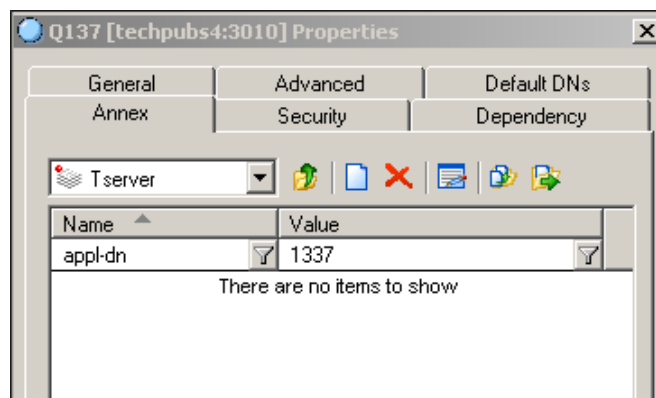 Q137 [techpubs4:3010] Properties
General Advanced Default DNs
Annex Security Dependency
Tserver
Name Value
appl-dn 1337
There are no items to show